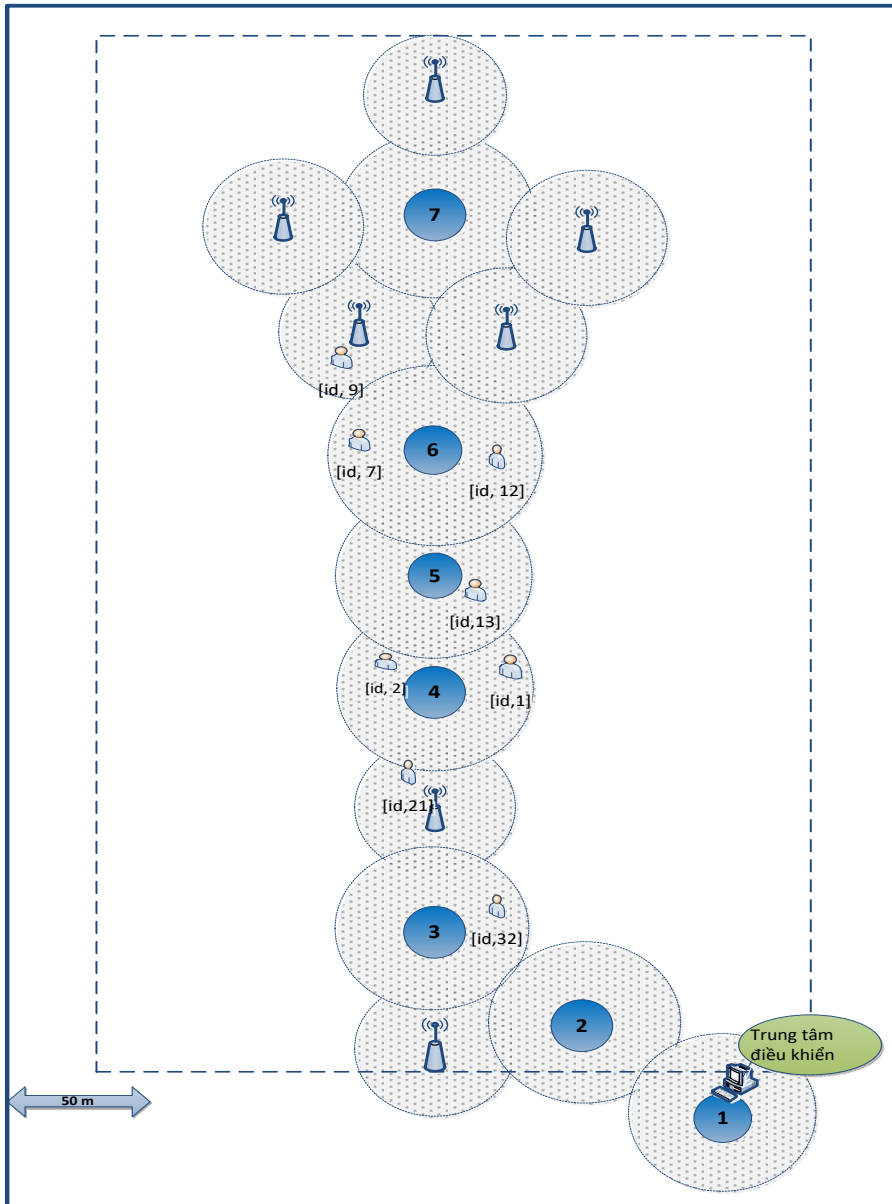 7
[id, 9]
6
[id, 7]
[id, 12]
5
[id,13]
[id, 2]
4
[id,1]
[id,21]
3
[id,32]
2
Trung tâm
điều khiển
50 m
1